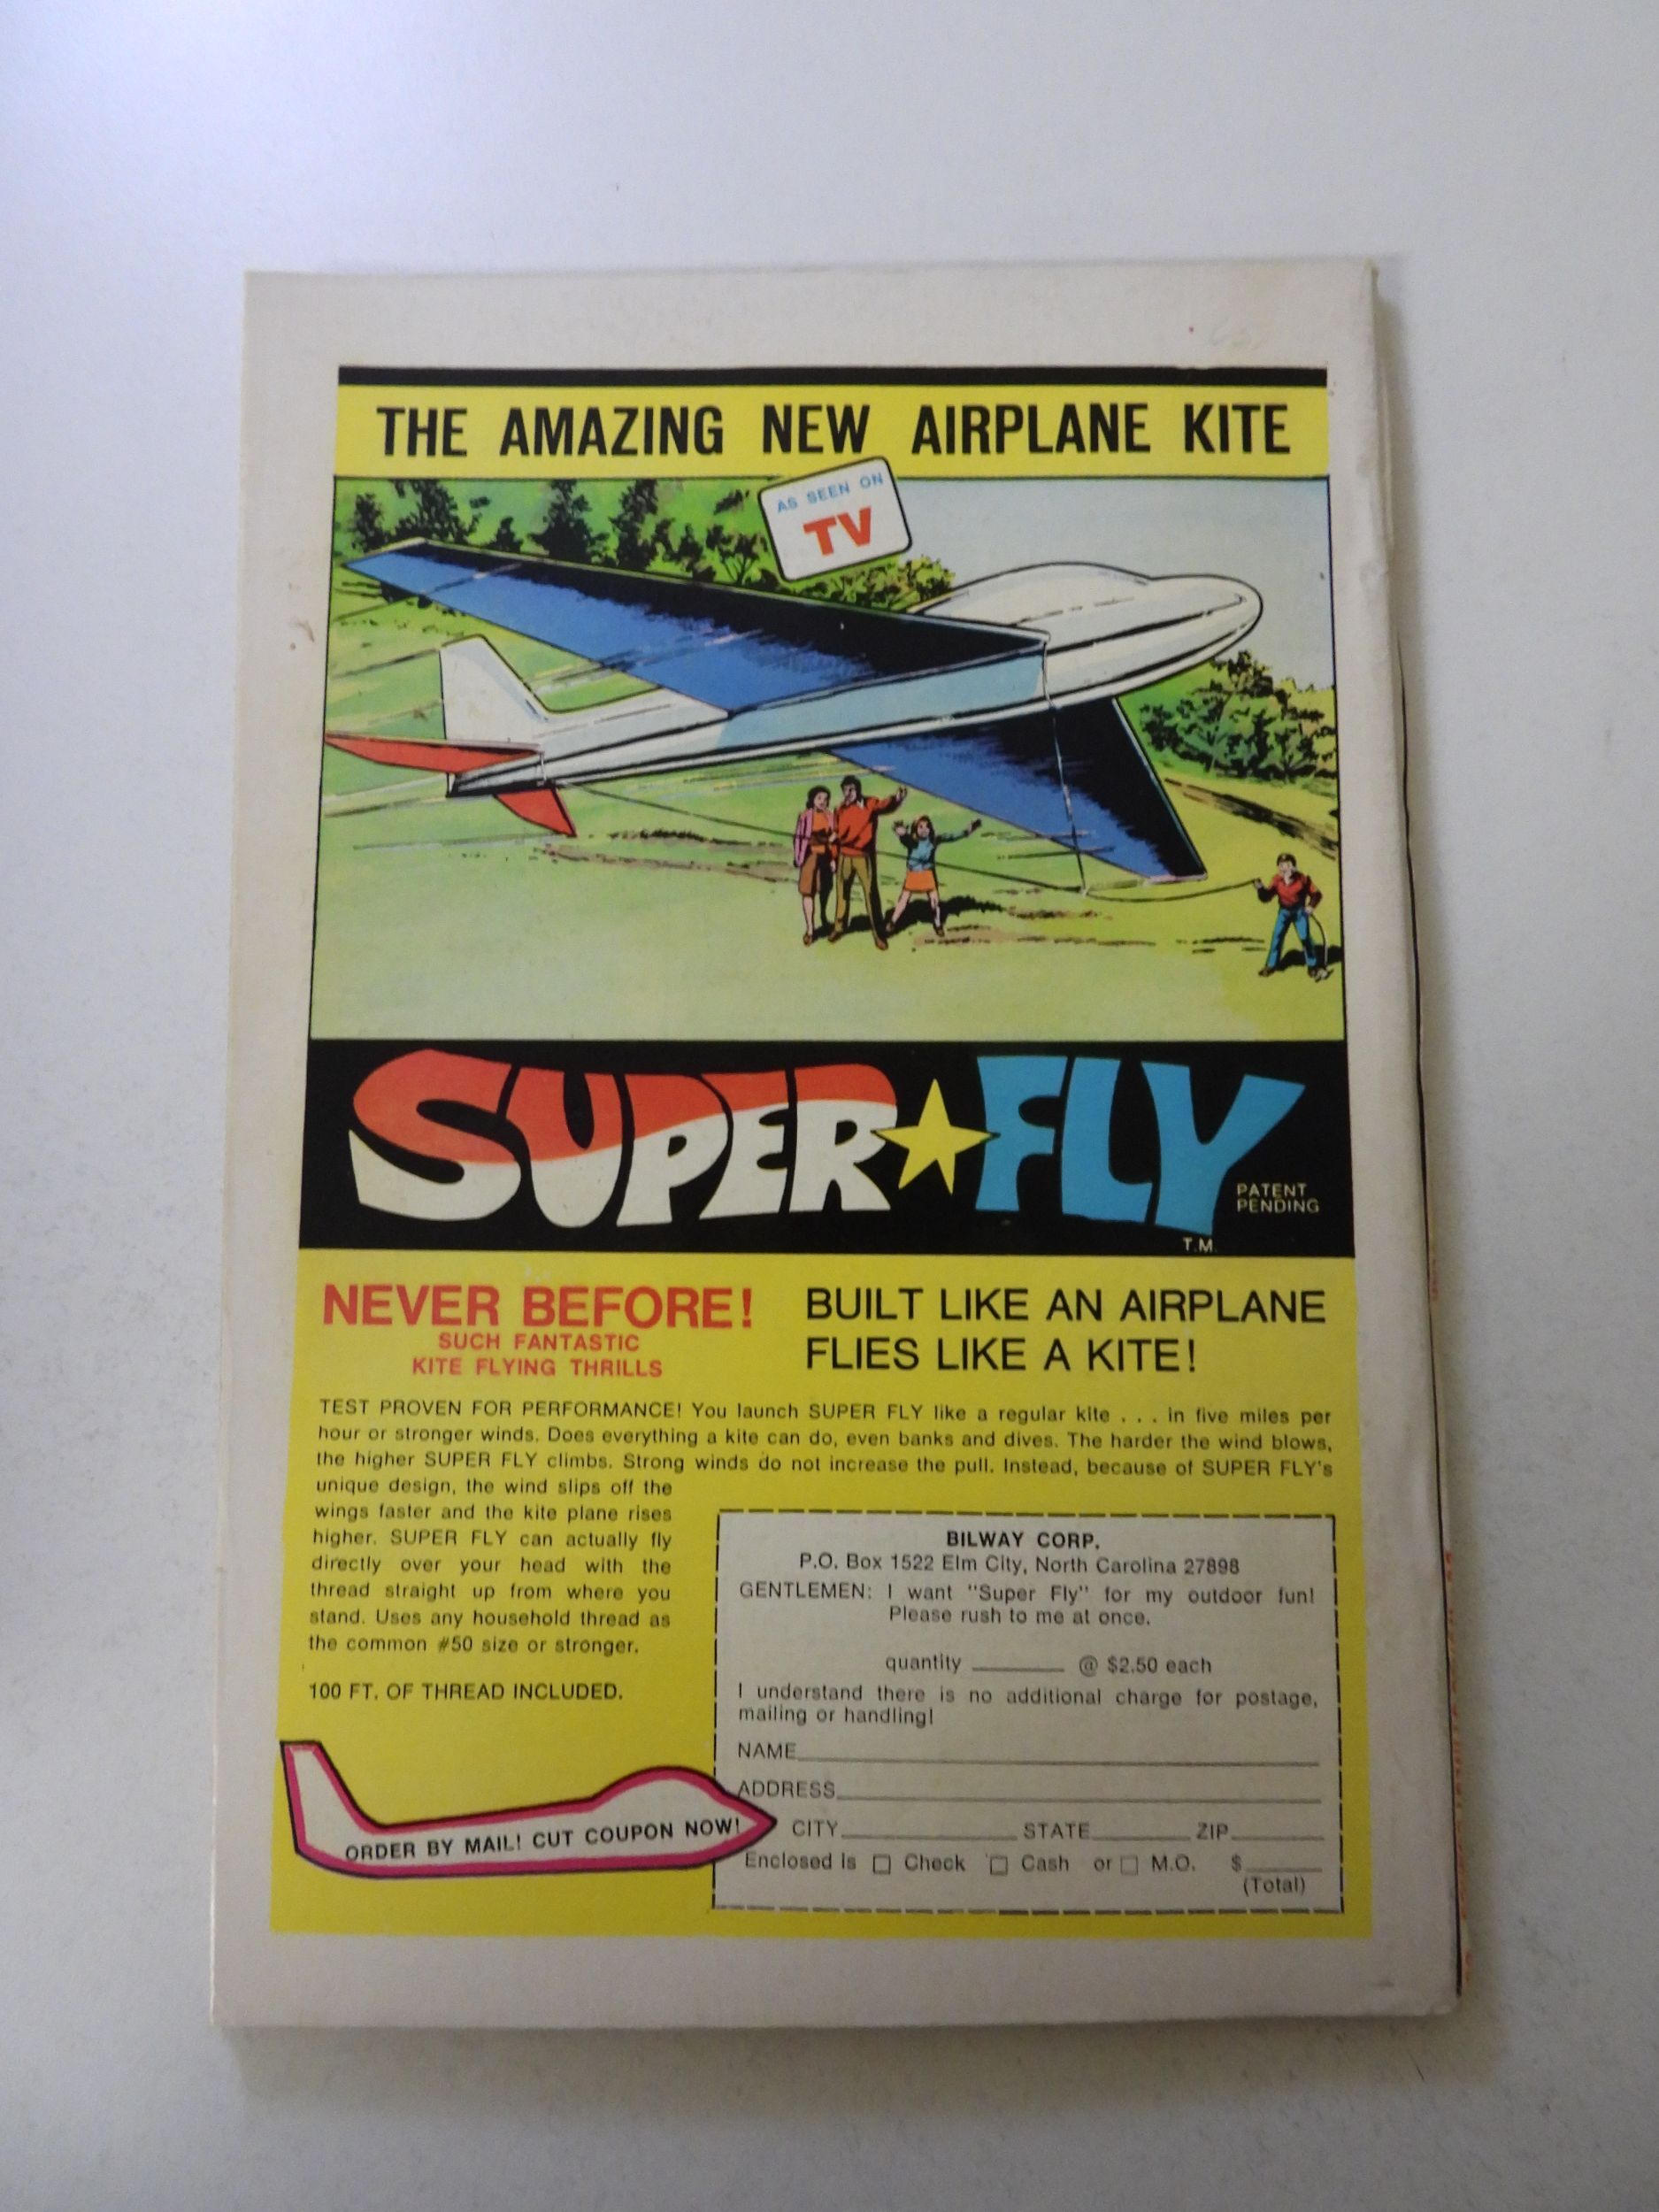 THE AMAZING NEW AIRPLANE KITE
AS SEEN ON
TV
SUPER FLY
PATENT
PENDING
T.M.
NEVER BEFORE!
SUCH FANTASTIC
KITE FLYING THRILLS
BUILT LIKE AN AIRPLANE
FLIES LIKE A KITE!
TEST PROVEN FOR PERFORMANCE! You launch SUPER FLY like a regular kite . . . in five miles per
hour or stronger winds. Does everything a kite can do, even banks and dives. The harder the wind blows,
the higher SUPER FLY climbs. Strong winds do not increase the pull. Instead, because of SUPER FLY's
unique design, the wind slips off the
wings faster and the kite plane rises
higher. SUPER FLY can actually fly
directly over your head with the
thread straight up from where you
stand. Uses any household thread as
the common #50 size or stronger.
100 FT. OF THREAD INCLUDED.
ORDER BY MAIL! CUT COUPON NOW!
BILWAY CORP.
P.O. Box 1522 Elm City, North Carolina 27898
GENTLEMEN: I want "Super Fly" for my outdoor fun!
Please rush to me at once.
quantity ________ @ $2.50 each
I understand there is no additional charge for postage,
mailing or handling!
NAME
ADDRESS
CITY STATE ZIP
Enclosed is □ Check □ Cash or □ M.O. $
(Total)